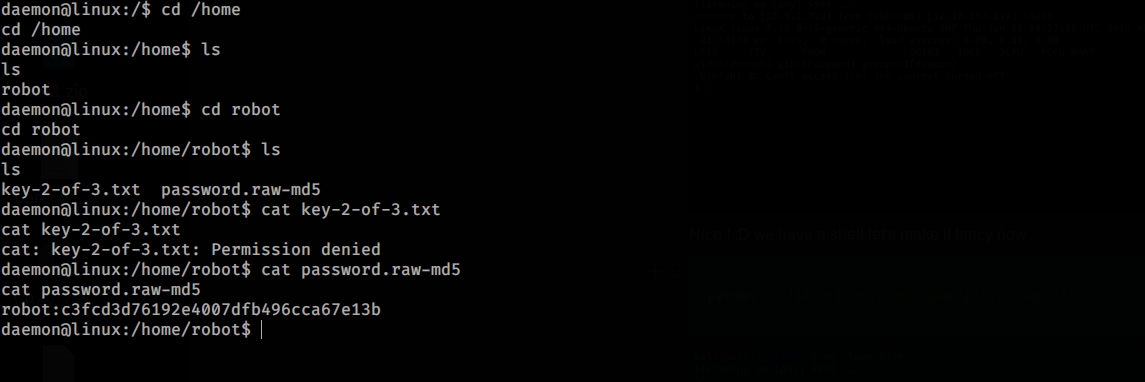 daemon@linux:/$ cd /home
cd /home
daemon@linux:/home$ ls
ls
robot
daemon@linux:/home$ cd robot
cd robot
daemon@linux:/home/robot$ ls
ls
key-2-of-3.txt  password.raw-md5
daemon@linux:/home/robot$ cat key-2-of-3.txt
cat key-2-of-3.txt
cat: key-2-of-3.txt: Permission denied
daemon@linux:/home/robot$ cat password.raw-md5
cat password.raw-md5
robot:c3fcd3d76192e4007dfb496cca67e13b
daemon@linux:/home/robot$